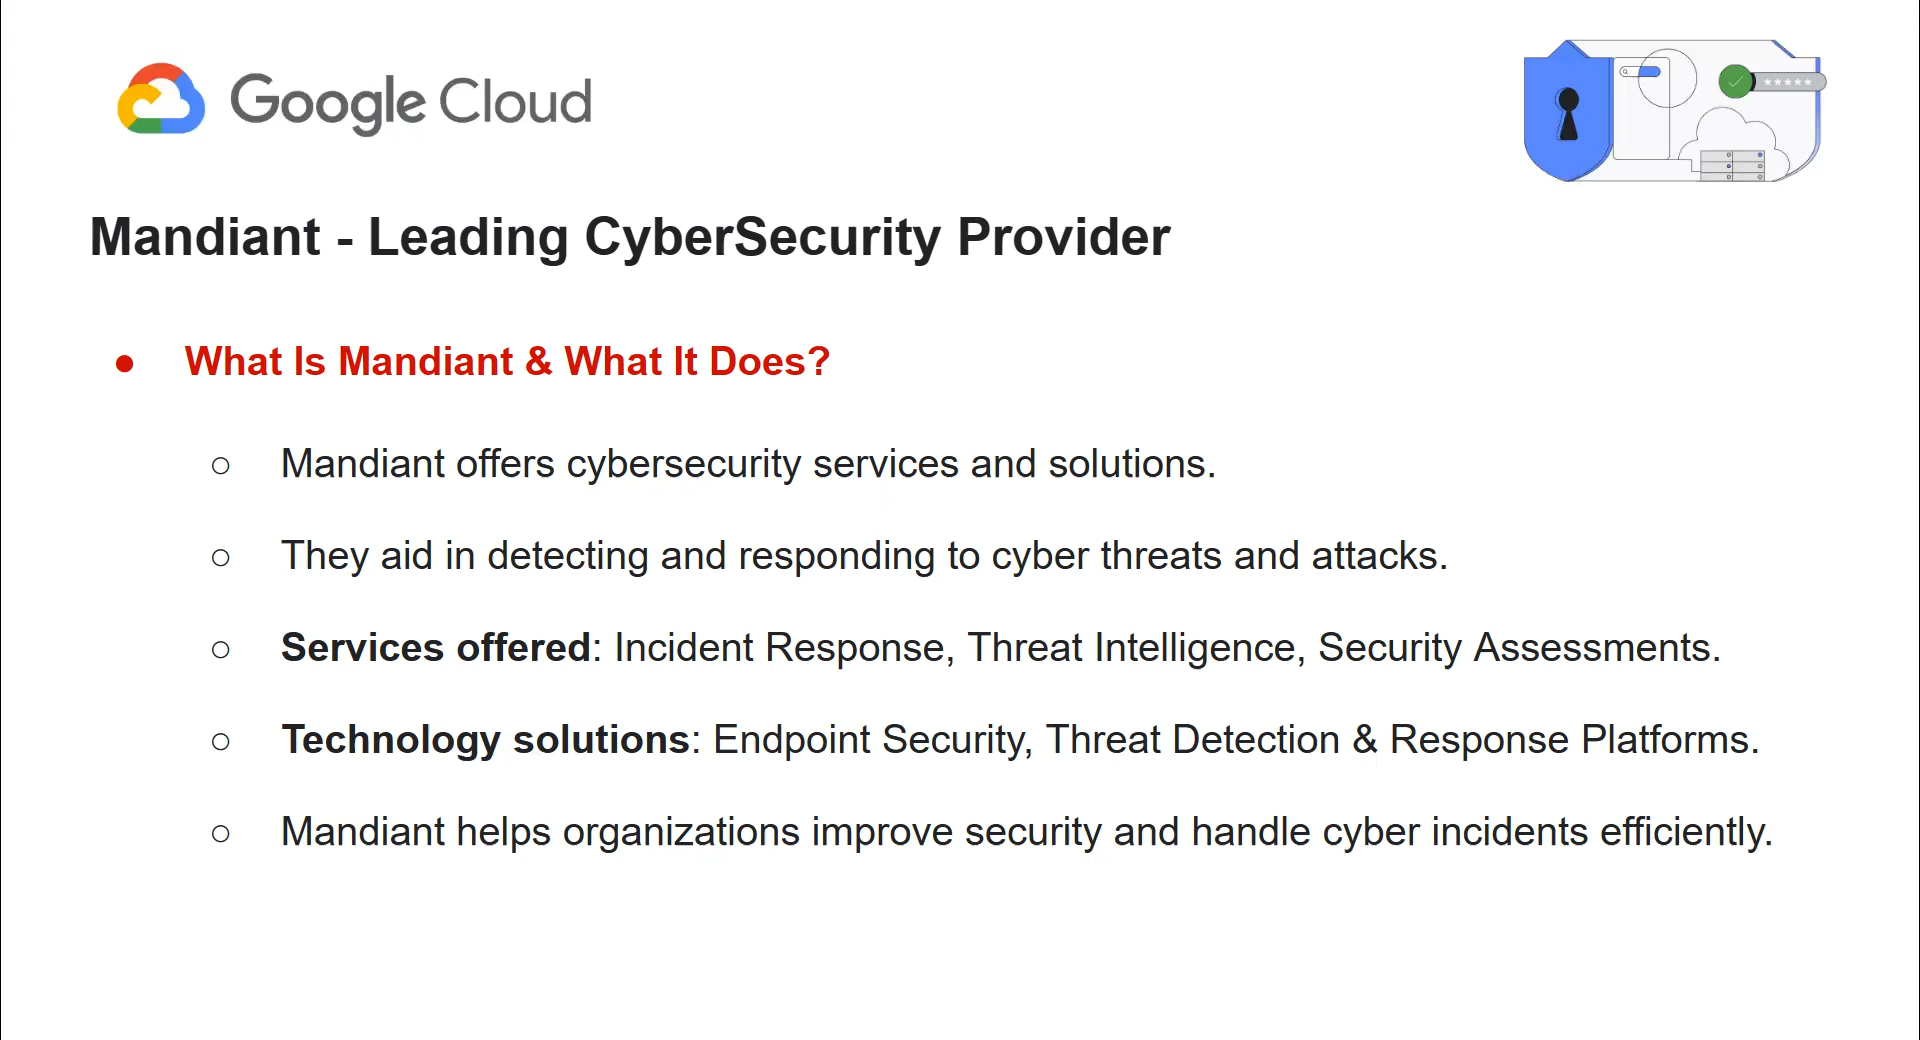 Google Cloud
Mandiant - Leading CyberSecurity Provider
● What Is Mandiant & What It Does?
○ Mandiant offers cybersecurity services and solutions.
○ They aid in detecting and responding to cyber threats and attacks.
○ Services offered: Incident Response, Threat Intelligence, Security Assessments.
○ Technology solutions: Endpoint Security, Threat Detection & Response Platforms.
○ Mandiant helps organizations improve security and handle cyber incidents efficiently.